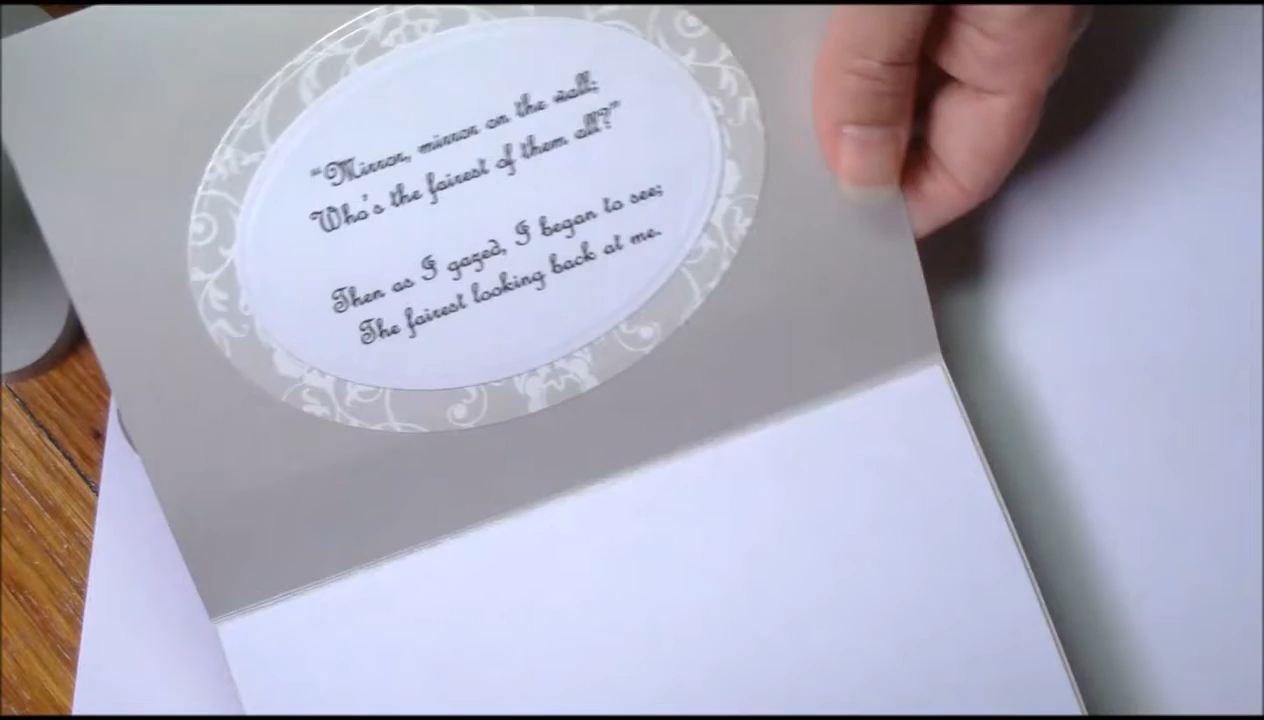 "Mirror, mirror on the wall;
Who's the fairest of them all?"
Then as I gazed, I began to see;
The fairest looking back at me.